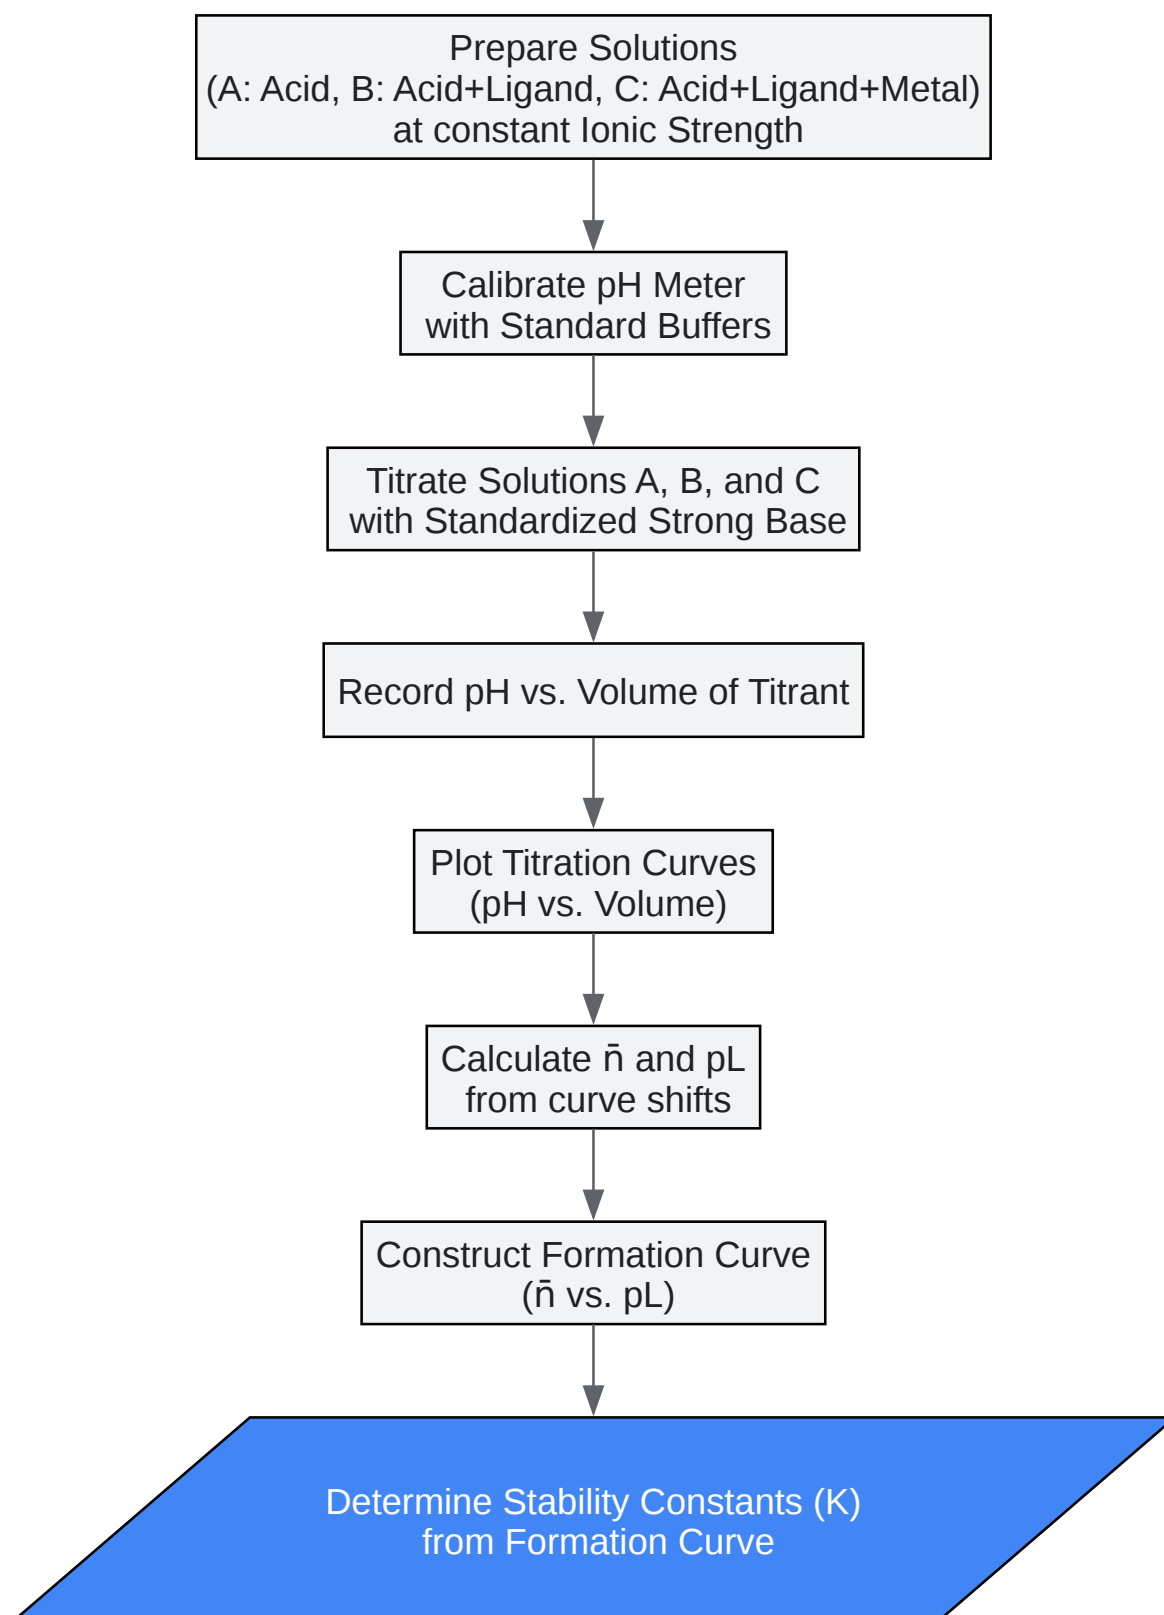 Prepare Solutions
(A: Acid, B: Acid+Ligand, C: Acid+Ligand+Metal)
at constant Ionic Strength
Calibrate pH Meter
with Standard Buffers
Titrate Solutions A, B, and C
with Standardized Strong Base
Record pH vs. Volume of Titrant
Plot Titration Curves
(pH vs. Volume)
Calculate n̄ and pL
from curve shifts
Construct Formation Curve
(n̄ vs. pL)
Determine Stability Constants (K)
from Formation Curve